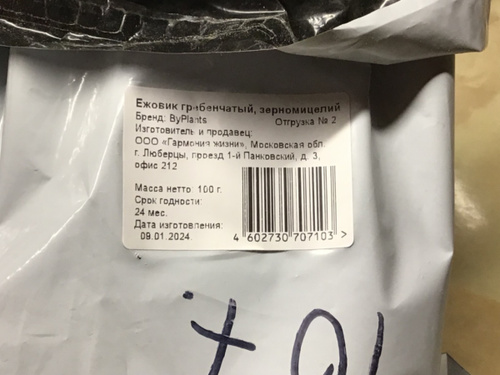 Ежовик гребенчатый, зерномицелий
Бренд: ByPlants Отгрузка № 2
Изготовитель и продавец:
ООО «Гармония жизни», Московская обл.
г. Люберцы, проезд 1-й Панковский, д. 3,
офис 212
Масса нетто: 100 г.
Срок годности:
24 мес.
Дата изготовления:
09.01.2024.
4 602730 707103 >